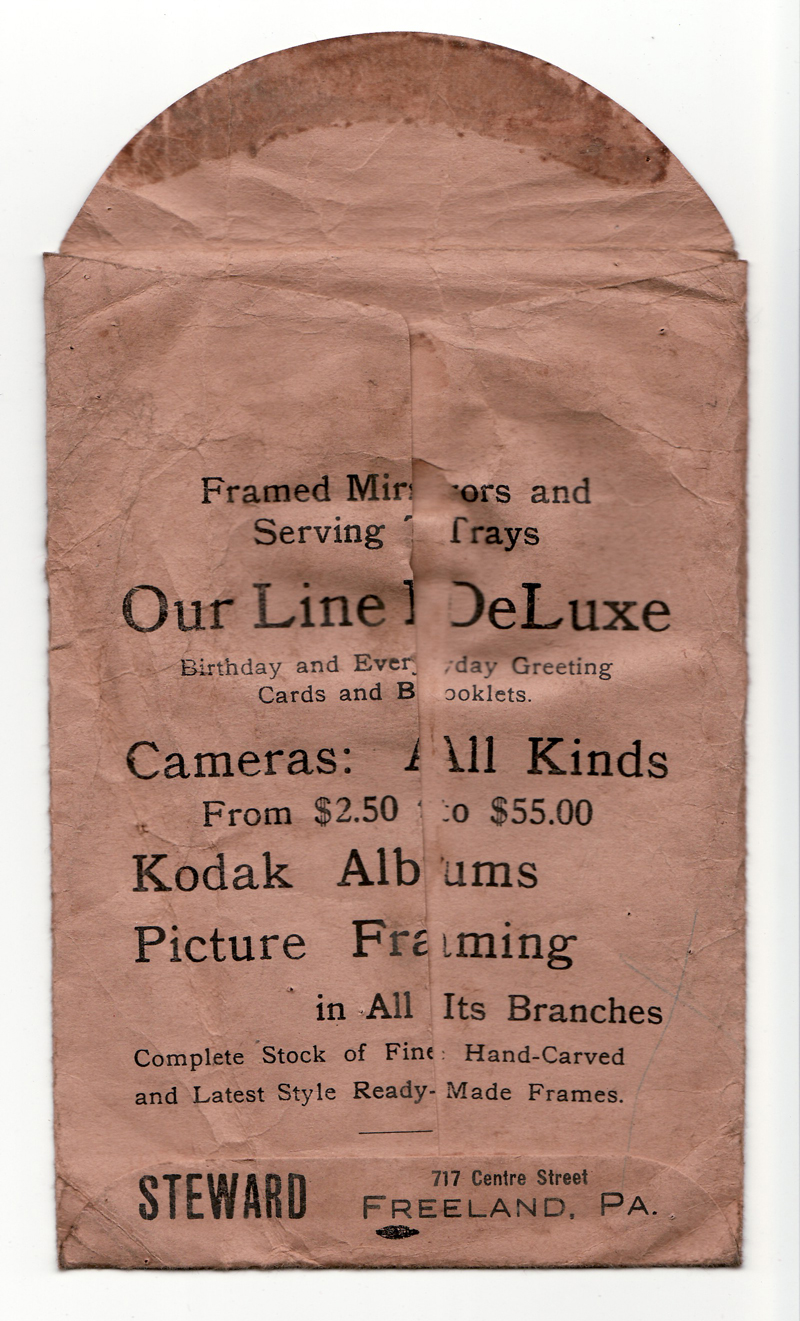 Framed Mirrors and
Serving Trays
Our Line DeLuxe
Birthday and Everyday Greeting
Cards and Booklets.
Cameras: All Kinds
From $2.50 to $55.00
Kodak Albums
Picture Framing
in All Its Branches
Complete Stock of Fine Hand-Carved
and Latest Style Ready-Made Frames.
STEWARD
717 Centre Street
FREELAND, PA.